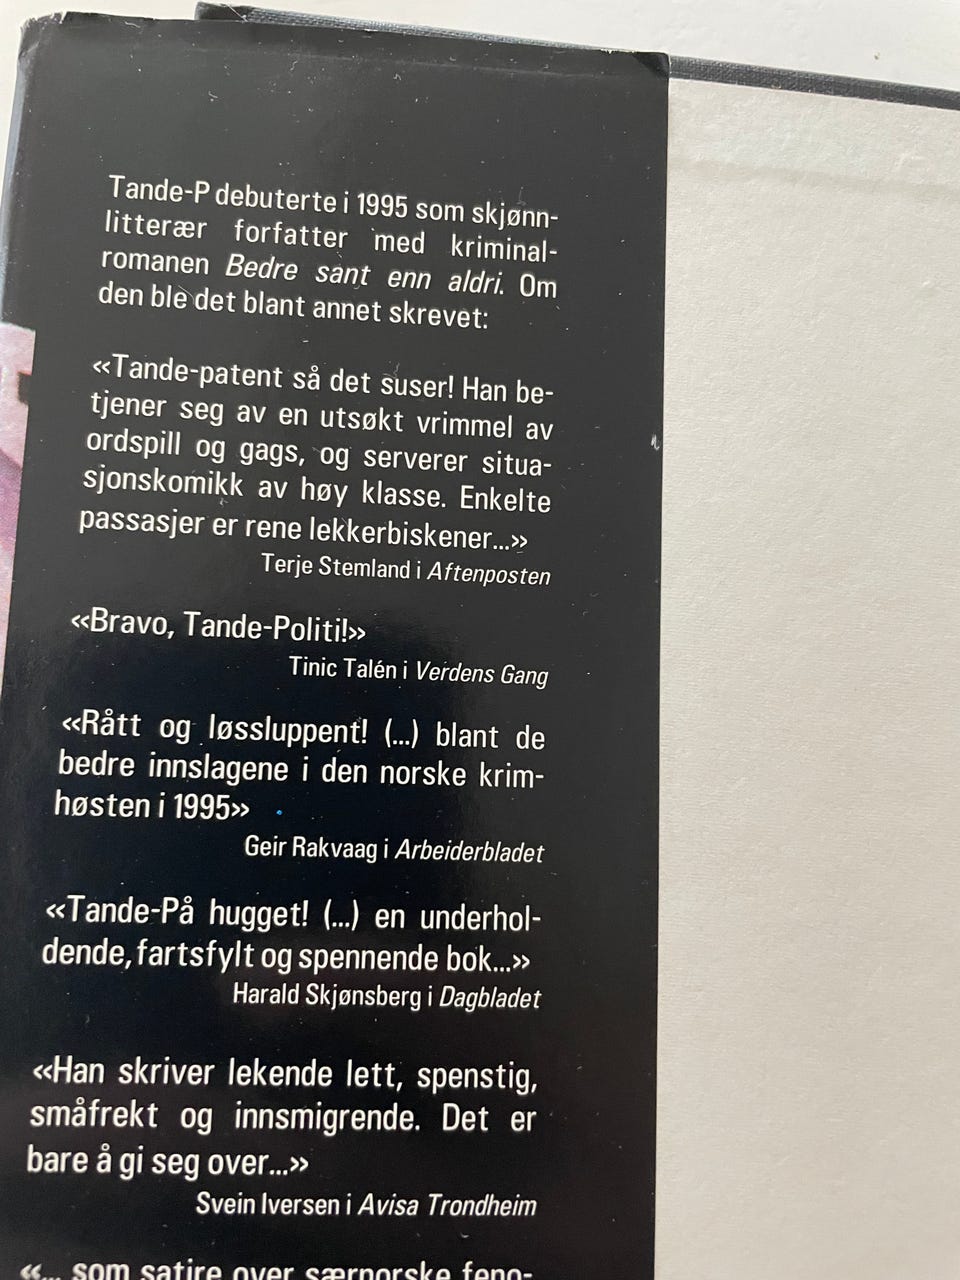 Tande-P debuterte i 1995 som skjønn-
litterær forfatter med kriminal-
romanen Bedre sant enn aldri. Om
den ble det blant annet skrevet:
«Tande-patent så det suser! Han be-
tjener seg av en utsøkt vrimmel av
ordspill og gags, og serverer situa-
sjonskomikk av høy klasse. Enkelte
passasjer er rene lekkerbiskener...»
Terje Stemland i Aftenposten
«Bravo, Tande-Politi!»
Tinic Talén i Verdens Gang
«Rått og løssluppent! (...) blant de
bedre innslagene i den norske krim-
høsten i 1995»
Geir Rakvaag i Arbeiderbladet
«Tande-På hugget! (...) en underhol-
dende, fartsfylt og spennende bok...»
Harald Skjønsberg i Dagbladet
«Han skriver lekende lett, spenstig,
småfrekt og innsmigrende. Det er
bare å gi seg over...»
Svein Iversen i Avisa Trondheim
«... som satire over særnorske feno-